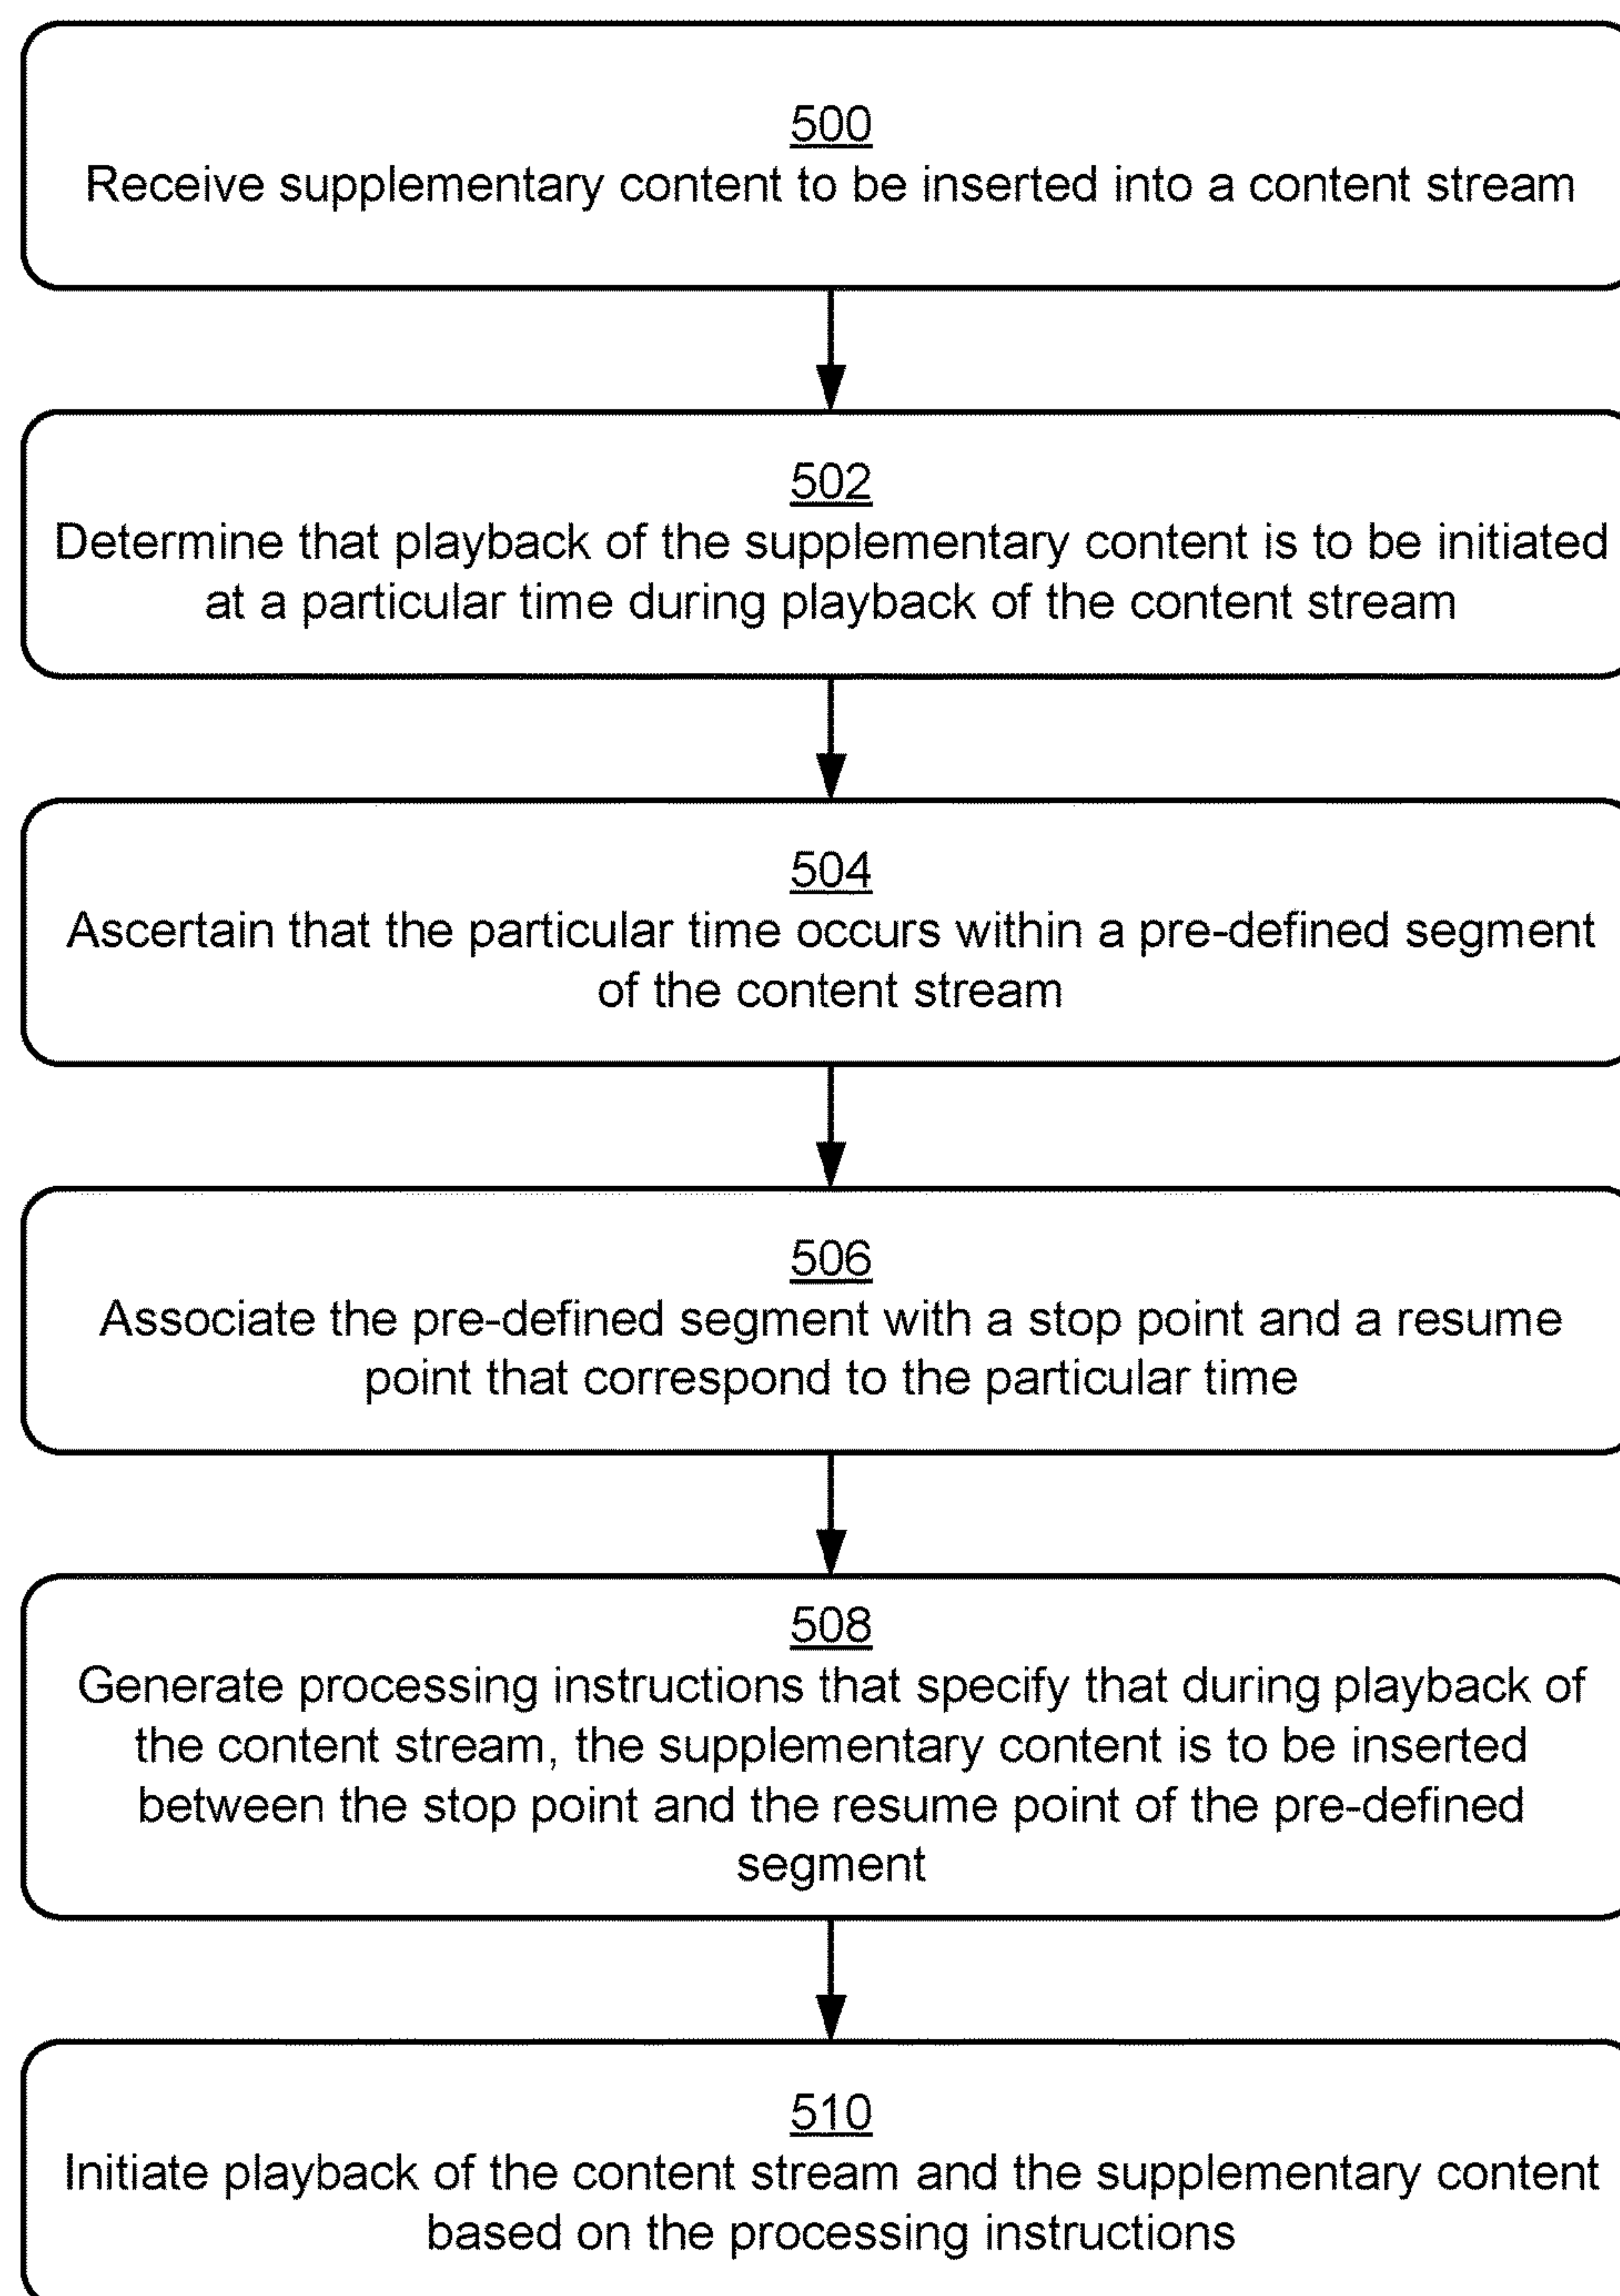 500
Receive supplementary content to be inserted into a content stream
502
Determine that playback of the supplementary content is to be initiated
at a particular time during playback of the content stream
504
Ascertain that the particular time occurs within a pre-defined segment
of the content stream
506
Associate the pre-defined segment with a stop point and a resume
point that correspond to the particular time
508
Generate processing instructions that specify that during playback of
the content stream, the supplementary content is to be inserted
between the stop point and the resume point of the pre-defined
segment
510
Initiate playback of the content stream and the supplementary content
based on the processing instructions